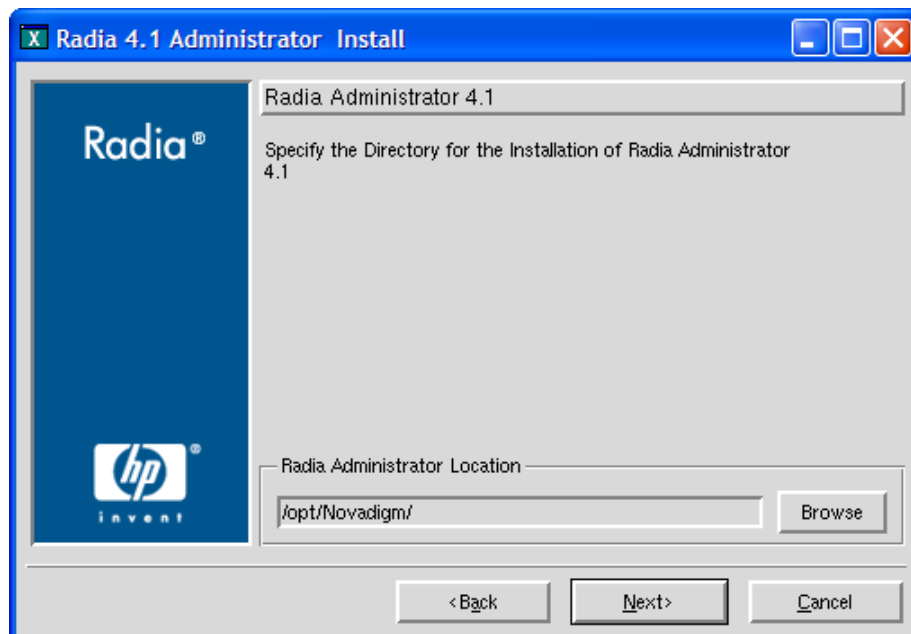 X Radia 4.1 Administrator Install
Radia®
Radia Administrator 4.1
Specify the Directory for the Installation of Radia Administrator
4.1
hp®
invent
Radia Administrator Location
/opt/Novadigm/
Browse
<Back
Next>
Cancel